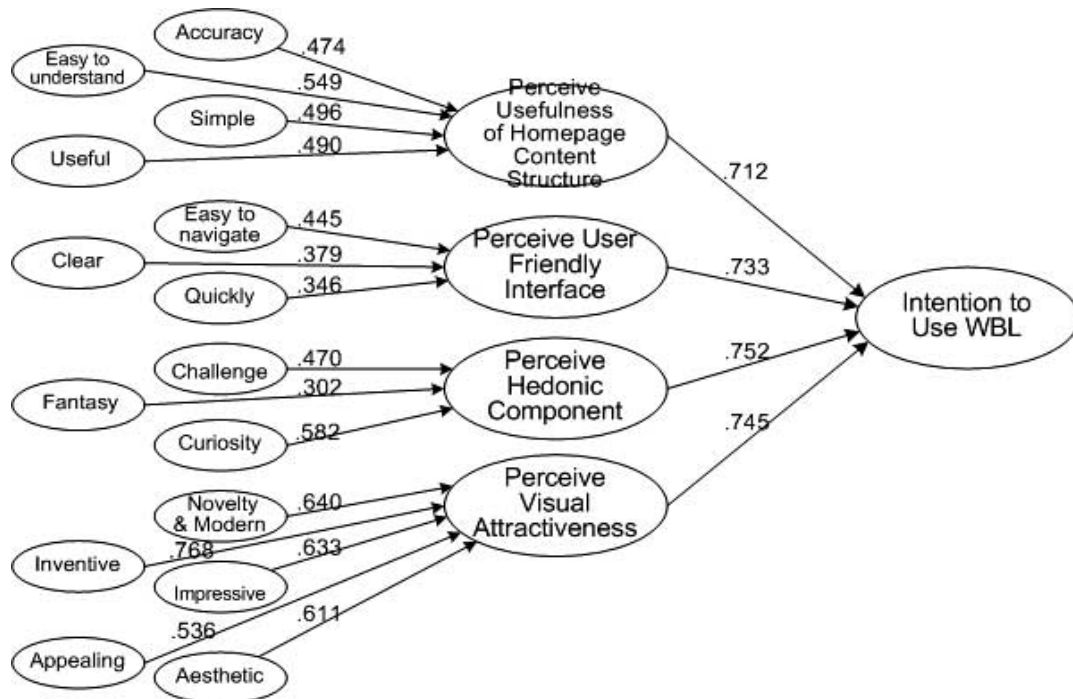 Accuracy
.474
Easy to
understand
.549
Simple
.496
Useful
.490
Perceive
Usefulness
of Homepage
Content
Structure
.712
Easy to
navigate
.445
Clear
.379
Quickly
.346
Perceive User
Friendly
Interface
.733
Intention to
Use WBL
Challenge
.470
Fantasy
.302
Curiosity
.582
Perceive
Hedonic
Component
.752
Novelty
& Modern
.640
Inventive
.768
Impressive
.633
Appealing
.536
Aesthetic
.611
Perceive
Visual
Attractiveness
.745